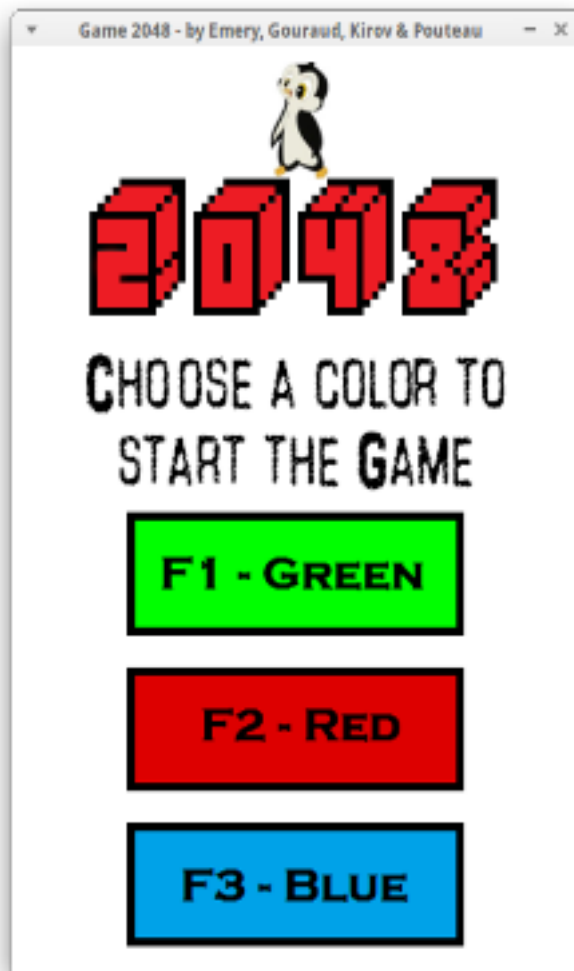 Game 2048 - by Emery, Gouraud, Kirov & Pouteau
2048
CHOOSE A COLOR TO
START THE GAME
F1 - GREEN
F2 - RED
F3 - BLUE